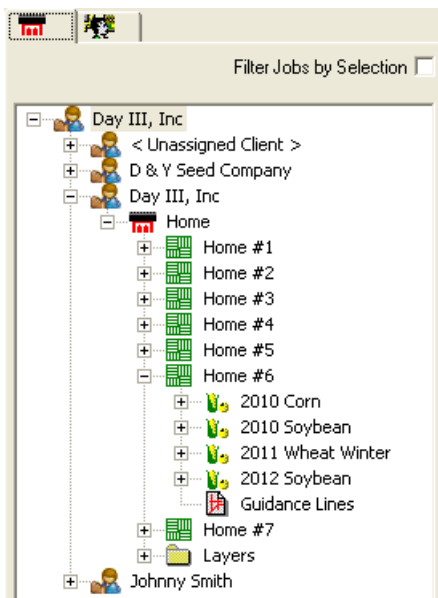 Filter Jobs by Selection
Day III, Inc
< Unassigned Client >
D & Y Seed Company
Day III, Inc
Home
Home #1
Home #2
Home #3
Home #4
Home #5
Home #6
2010 Corn
2010 Soybean
2011 Wheat Winter
2012 Soybean
Guidance Lines
Home #7
Layers
Johnny Smith